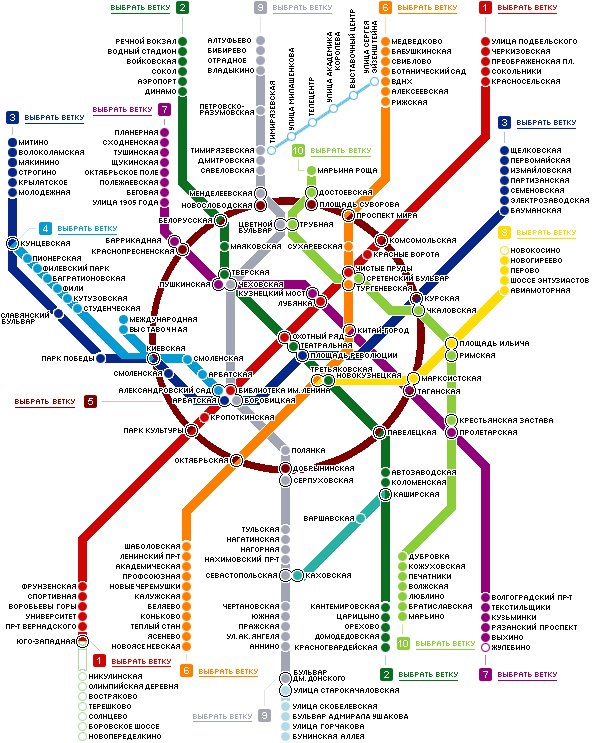 ВЫБРАТЬ ВЕТКУ 2
9 ВЫБРАТЬ ВЕТКУ
6 ВЫБРАТЬ ВЕТКУ
1 ВЫБРАТЬ ВЕТКУ
РЕЧНОЙ ВОКЗАЛ
ВОДНЫЙ СТАДИОН
ВОЙКОВСКАЯ
СОКОЛ
АЭРОПОРТ
ДИНАМО
АЛТУФЬЕВО
БИБИРЕВО
ОТРАДНОЕ
ВЛАДЫКИНО
ПЕТРОВСКО-
РАЗУМОВСКАЯ
ТИМИРЯЗЕВСКАЯ
ДМИТРОВСКАЯ
САВЕЛОВСКАЯ
МЕНДЕЛЕЕВСКАЯ
НОВОСЛОБОДСКАЯ
ТИМИРЯЗЕВСКАЯ
УЛИЦА МИЛАШЕНКОВА
ТЕЛЕЦЕНТР
УЛИЦА АКАДЕМИКА
КОРОЛЕВА
ВЫСТАВОЧНЫЙ ЦЕНТР
УЛИЦА СЕРГЕЯ
ЭЙЗЕНШТЕЙНА
МЕДВЕДКОВО
БАБУШКИНСКАЯ
СВИБЛОВО
БОТАНИЧЕСКИЙ САД
ВДНХ
АЛЕКСЕЕВСКАЯ
РИЖСКАЯ
УЛИЦА ПОДБЕЛЬСКОГО
ЧЕРКИЗОВСКАЯ
ПРЕОБРАЖЕНСКАЯ ПЛ.
СОКОЛЬНИКИ
КРАСНОСЕЛЬСКАЯ
3 ВЫБРАТЬ ВЕТКУ
МИТИНО
ВОЛОКОЛАМСКАЯ
МЯКИНИНО
СТРОГИНО
КРЫЛАТСКОЕ
МОЛОДЕЖНАЯ
ВЫБРАТЬ ВЕТКУ 7
ПЛАНЕРНАЯ
СХОДНЕНСКАЯ
ТУШИНСКАЯ
ЩУКИНСКАЯ
ОКТЯБРЬСКОЕ ПОЛЕ
ПОЛЕЖАЕВСКАЯ
БЕГОВАЯ
УЛИЦА 1905 ГОДА
10 ВЫБРАТЬ ВЕТКУ
МАРЬИНА РОЩА
ДОСТОЕВСКАЯ
ПЛОЩАДЬ СУВОРОВА
3 ВЫБРАТЬ ВЕТКУ
ЩЕЛКОВСКАЯ
ПЕРВОМАЙСКАЯ
ИЗМАЙЛОВСКАЯ
ПАРТИЗАНСКАЯ
СЕМЕНОВСКАЯ
ЭЛЕКТРОЗАВОДСКАЯ
БАУМАНСКАЯ
8 ВЫБРАТЬ ВЕТКУ
НОВОКОСИНО
НОВОГИРЕЕВО
ПЕРОВО
ШОССЕ ЭНТУЗИАСТОВ
АВИАМОТОРНАЯ
4 ВЫБРАТЬ ВЕТКУ
КУНЦЕВСКАЯ
ПИОНЕРСКАЯ
ФИЛЕВСКИЙ ПАРК
БАГРАТИОНОВСКАЯ
ФИЛИ
КУТУЗОВСКАЯ
СТУДЕНЧЕСКАЯ
МЕЖДУНАРОДНАЯ
ВЫСТАВОЧНАЯ
СЛАВЯНСКИЙ
БУЛЬВАР
ПАРК ПОБЕДЫ
КИЕВСКАЯ
СМОЛЕНСКАЯ
СМОЛЕНСКАЯ
АРБАТСКАЯ
АЛЕКСАНДРОВСКИЙ САД
АРБАТСКАЯ
БЕЛОРУССКАЯ
БАРРИКАДНАЯ
КРАСНОПРЕСНЕНСКАЯ
МАЯКОВСКАЯ
ТВЕРСКАЯ
ПУШКИНСКАЯ
ЧЕХОВСКАЯ
ЦВЕТНОЙ
БУЛЬВАР
ТРУБНАЯ
СУХАРЕВСКАЯ
ПРОСПЕКТ МИРА
КОМСОМОЛЬСКАЯ
КРАСНЫЕ ВОРОТА
ЧИСТЫЕ ПРУДЫ
СРЕТЕНСКИЙ БУЛЬВАР
ТУРГЕНЕВСКАЯ
КУЗНЕЦКИЙ МОСТ
ЛУБЯНКА
КУРСКАЯ
ЧКАЛОВСКАЯ
КИТАЙ-ГОРОД
ОХОТНЫЙ РЯД
ТЕАТРАЛЬНАЯ
ПЛОЩАДЬ РЕВОЛЮЦИИ
ТРЕТЬЯКОВСКАЯ
НОВОКУЗНЕЦКАЯ
ПЛОЩАДЬ ИЛЬИЧА
РИМСКАЯ
МАРКСИСТСКАЯ
ТАГАНСКАЯ
БИБЛИОТЕКА ИМ. ЛЕНИНА
БОРОВИЦКАЯ
КРОПОТКИНСКАЯ
ВЫБРАТЬ ВЕТКУ 5
ПАРК КУЛЬТУРЫ
ОКТЯБРЬСКАЯ
ПОЛЯНКА
ДОБРЫНИНСКАЯ
СЕРПУХОВСКАЯ
ПАВЕЛЕЦКАЯ
КРЕСТЬЯНСКАЯ ЗАСТАВА
ПРОЛЕТАРСКАЯ
АВТОЗАВОДСКАЯ
КОЛОМЕНСКАЯ
КАШИРСКАЯ
ВАРШАВСКАЯ
КАХОВСКАЯ
ТУЛЬСКАЯ
НАГАТИНСКАЯ
НАГОРНАЯ
НАХИМОВСКИЙ ПР-Т
СЕВАСТОПОЛЬСКАЯ
ЧЕРТАНОВСКАЯ
ЮЖНАЯ
ПРАЖСКАЯ
УЛ. АК. ЯНГЕЛЯ
АННИНО
БУЛЬВАР
ДМ. ДОНСКОГО
УЛИЦА СТАРОКАЧАЛОВСКАЯ
УЛИЦА СКОБЕЛЕВСКАЯ
БУЛЬВАР АДМИРАЛА УШАКОВА
УЛИЦА ГОРЧАКОВА
БУНИНСКАЯ АЛЛЕЯ
ВЫБРАТЬ ВЕТКУ 9
ШАБОЛОВСКАЯ
ЛЕНИНСКИЙ ПР-Т
АКАДЕМИЧЕСКАЯ
ПРОФСОЮЗНАЯ
НОВЫЕ ЧЕРЕМУШКИ
КАЛУЖСКАЯ
БЕЛЯЕВО
КОНЬКОВО
ТЕПЛЫЙ СТАН
ЯСЕНЕВО
НОВОЯСЕНЕВСКАЯ
6 ВЫБРАТЬ ВЕТКУ
ФРУНЗЕНСКАЯ
СПОРТИВНАЯ
ВОРОБЬЕВЫ ГОРЫ
УНИВЕРСИТЕТ
ПР-Т ВЕРНАДСКОГО
ЮГО-ЗАПАДНАЯ
1 ВЫБРАТЬ ВЕТКУ
НИКУЛИНСКАЯ
ОЛИМПИЙСКАЯ ДЕРЕВНЯ
ВОСТРЯКОВО
ТЕРЕШКОВО
СОЛНЦЕВО
БОРОВСКОЕ ШОССЕ
НОВОПЕРЕДЕЛКИНО
КАНТЕМИРОВСКАЯ
ЦАРИЦЫНО
ОРЕХОВО
ДОМОДЕДОВСКАЯ
КРАСНОГВАРДЕЙСКАЯ
2 ВЫБРАТЬ ВЕТКУ
ДУБРОВКА
КОЖУХОВСКАЯ
ПЕЧАТНИКИ
ВОЛЖСКАЯ
ЛЮБЛИНО
БРАТИСЛАВСКАЯ
МАРЬИНО
10 ВЫБРАТЬ ВЕТКУ
ВОЛГОГРАДСКИЙ ПР-Т
ТЕКСТИЛЬЩИКИ
КУЗЬМИНКИ
РЯЗАНСКИЙ ПРОСПЕКТ
ВЫХИНО
ЖУЛЕБИНО
7 ВЫБРАТЬ ВЕТКУ